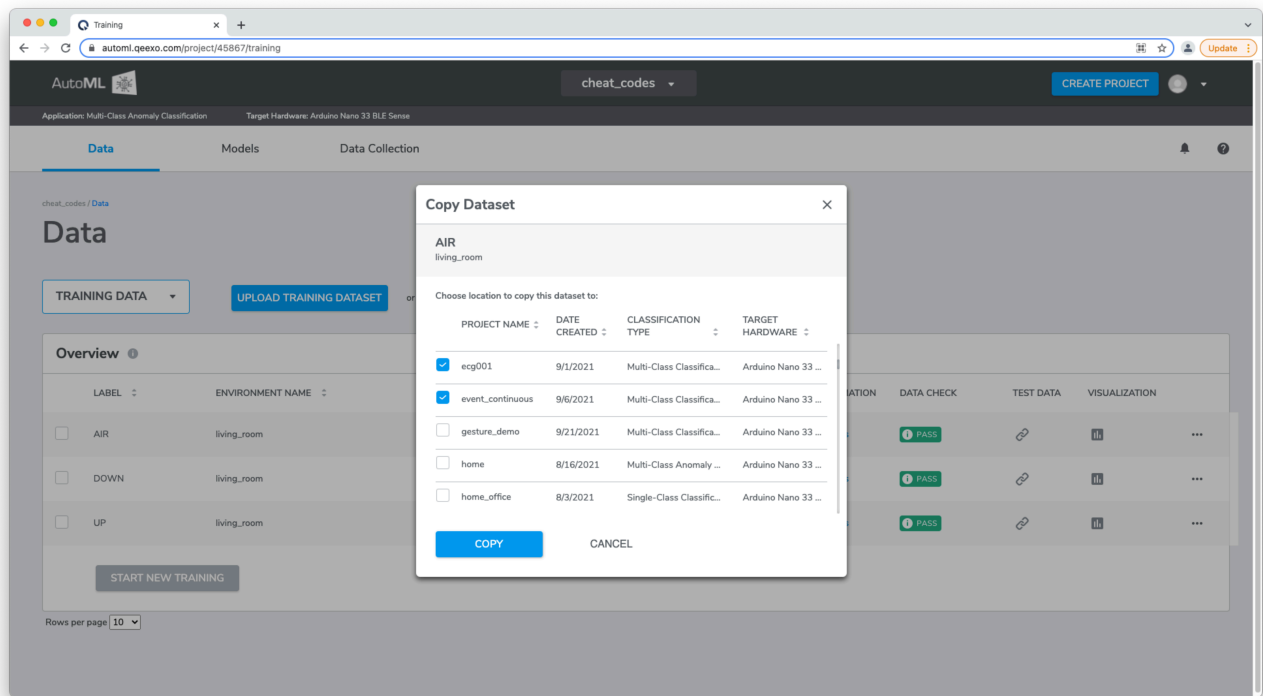 Training
automl.qeexo.com/project/45867/training
Update
AutoML
cheat_codes
CREATE PROJECT
Application: Multi-Class Anomaly Classification
Target Hardware: Arduino Nano 33 BLE Sense
Data
Models
Data Collection
cheat_codes / Data
Data
TRAINING DATA
UPLOAD TRAINING DATASET
or
Overview
LABEL
ENVIRONMENT NAME
DATA CHECK
TEST DATA
VISUALIZATION
AIR
living_room
PASS
DOWN
living_room
PASS
UP
living_room
PASS
START NEW TRAINING
Rows per page 10
Copy Dataset
AIR
living_room
Choose location to copy this dataset to:
PROJECT NAME
DATE CREATED
CLASSIFICATION TYPE
TARGET HARDWARE
ecg001 9/1/2021 Multi-Class Classifica... Arduino Nano 33 ...
event_continuous 9/6/2021 Multi-Class Classifica... Arduino Nano 33 ...
gesture_demo 9/21/2021 Multi-Class Classifica... Arduino Nano 33 ...
home 8/16/2021 Multi-Class Anomaly ... Arduino Nano 33 ...
home_office 8/3/2021 Single-Class Classific... Arduino Nano 33 ...
COPY
CANCEL